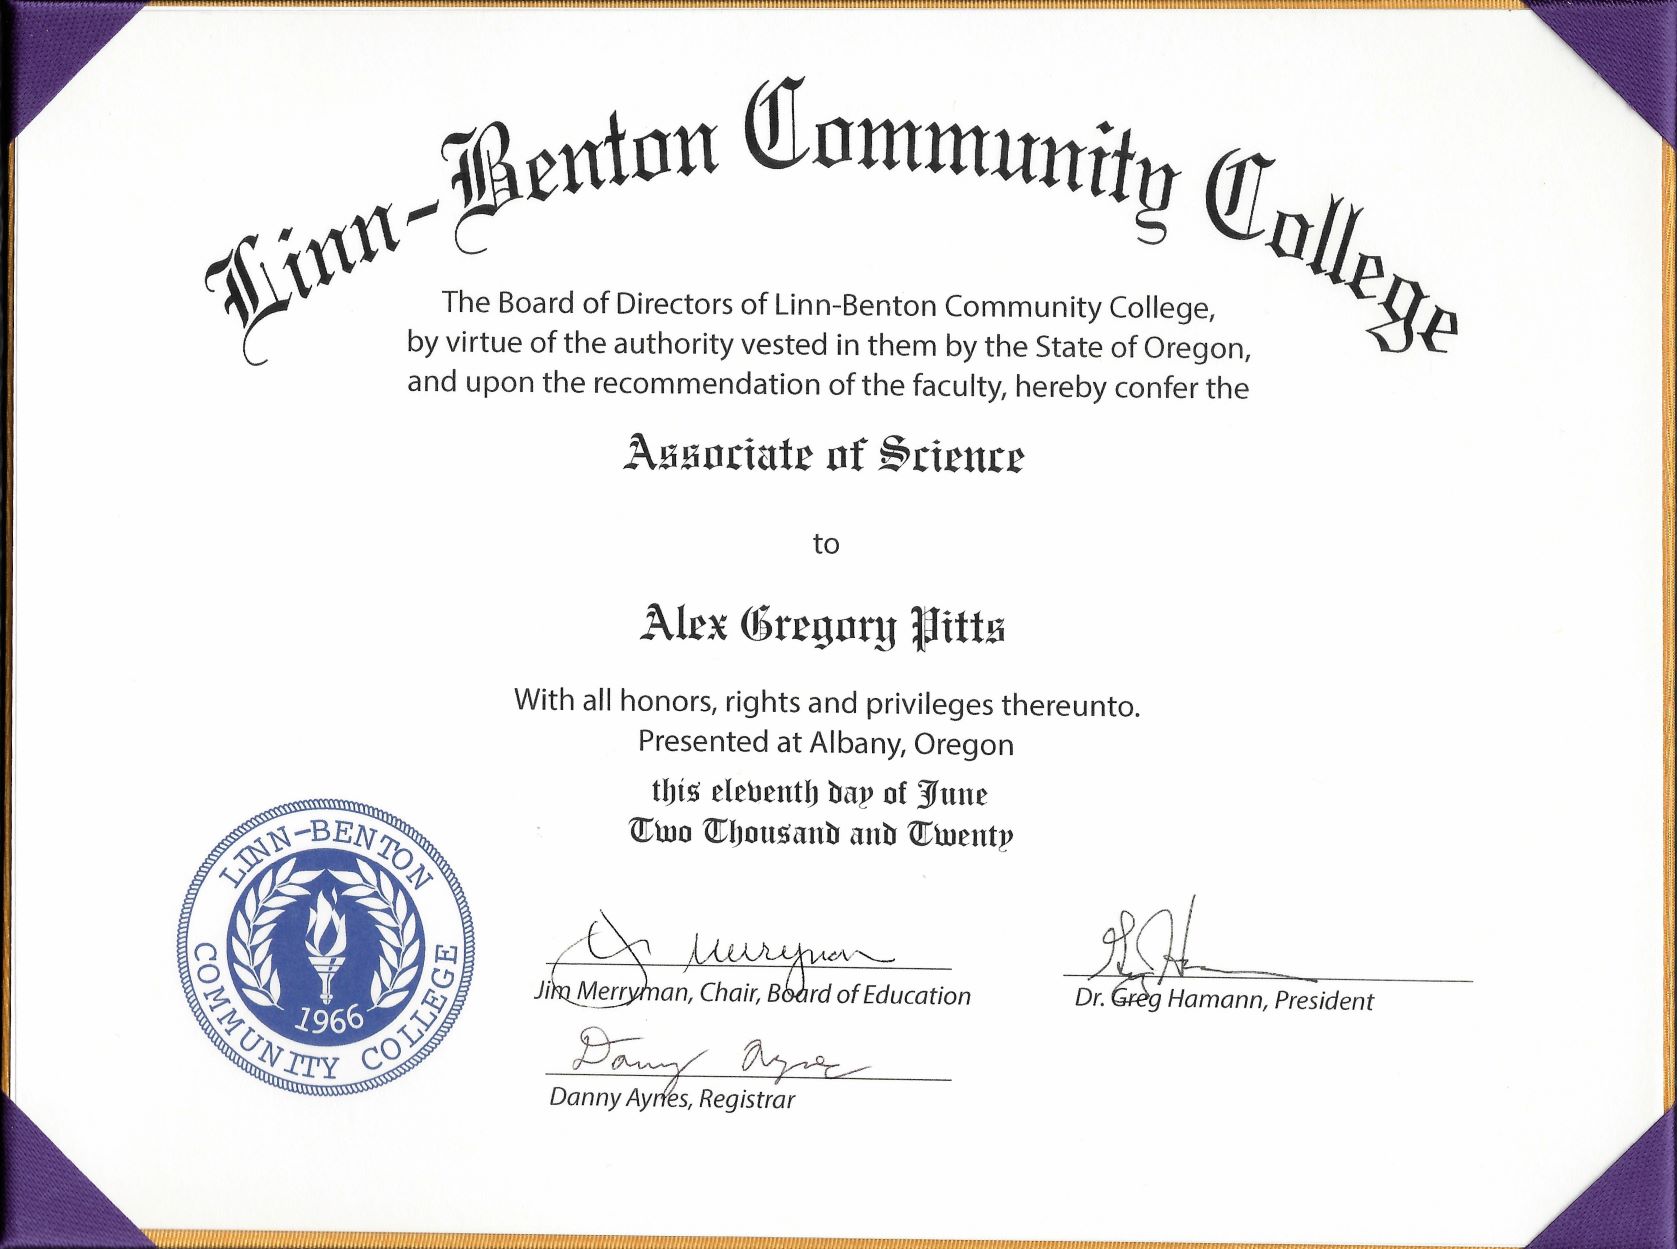 Linn-Benton Community College
The Board of Directors of Linn-Benton Community College,
by virtue of the authority vested in them by the State of Oregon,
and upon the recommendation of the faculty, hereby confer the
Associate of Science
to
Alex Gregory Pitts
With all honors, rights and privileges thereunto.
Presented at Albany, Oregon
this eleventh day of June
Two Thousand and Twenty
LINN-BENTON
COMMUNITY COLLEGE
1966
Jim Merryman
Jim Merryman, Chair, Board of Education
Greg Hamann
Dr. Greg Hamann, President
Danny Aynes
Danny Aynes, Registrar